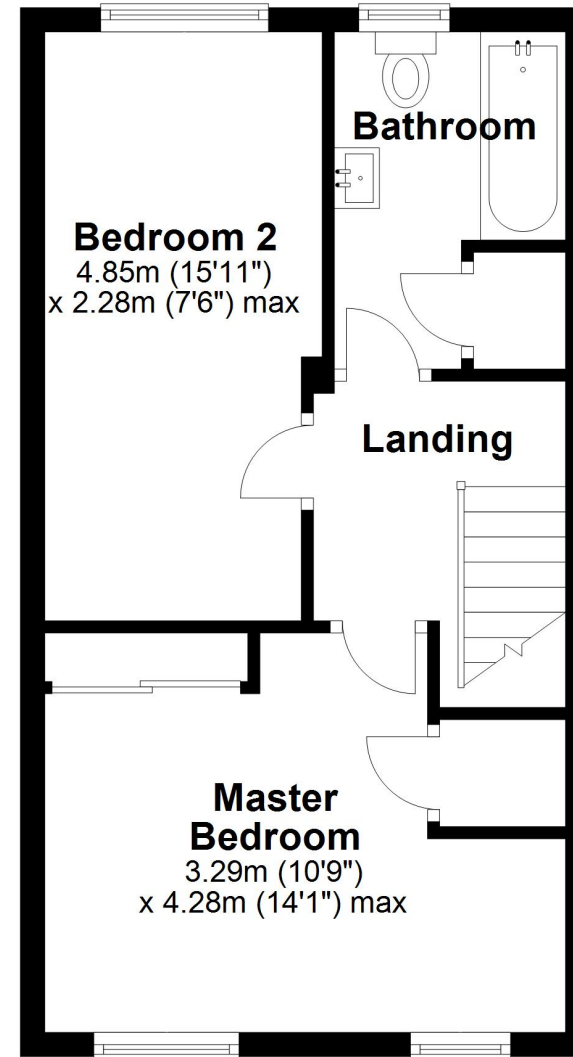 Bathroom
Bedroom 2
4.85m (15'11")
x 2.28m (7'6") max
Landing
Master
Bedroom
3.29m (10'9")
x 4.28m (14'1") max